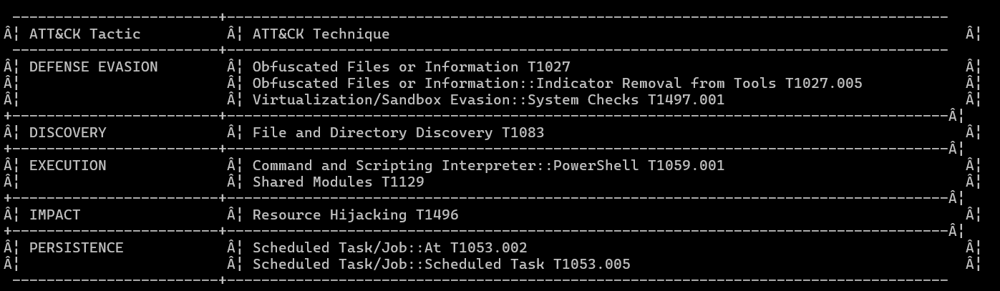 ------------------------+------------------------------------------------------------------------------------
Â¦ ATT&CK Tactic          Â¦ ATT&CK Technique                                                                   Â¦
------------------------+------------------------------------------------------------------------------------
Â¦ DEFENSE EVASION        Â¦ Obfuscated Files or Information T1027                                              Â¦
Â¦                        Â¦ Obfuscated Files or Information::Indicator Removal from Tools T1027.005            Â¦
Â¦                        Â¦ Virtualization/Sandbox Evasion::System Checks T1497.001                            Â¦
+------------------------+------------------------------------------------------------------------------------Â¦
Â¦ DISCOVERY              Â¦ File and Directory Discovery T1083                                                 Â¦
+------------------------+------------------------------------------------------------------------------------Â¦
Â¦ EXECUTION              Â¦ Command and Scripting Interpreter::PowerShell T1059.001                            Â¦
Â¦                        Â¦ Shared Modules T1129                                                               Â¦
+------------------------+------------------------------------------------------------------------------------Â¦
Â¦ IMPACT                 Â¦ Resource Hijacking T1496                                                           Â¦
+------------------------+------------------------------------------------------------------------------------Â¦
Â¦ PERSISTENCE            Â¦ Scheduled Task/Job::At T1053.002                                                   Â¦
Â¦                        Â¦ Scheduled Task/Job::Scheduled Task T1053.005                                       Â¦
------------------------+------------------------------------------------------------------------------------